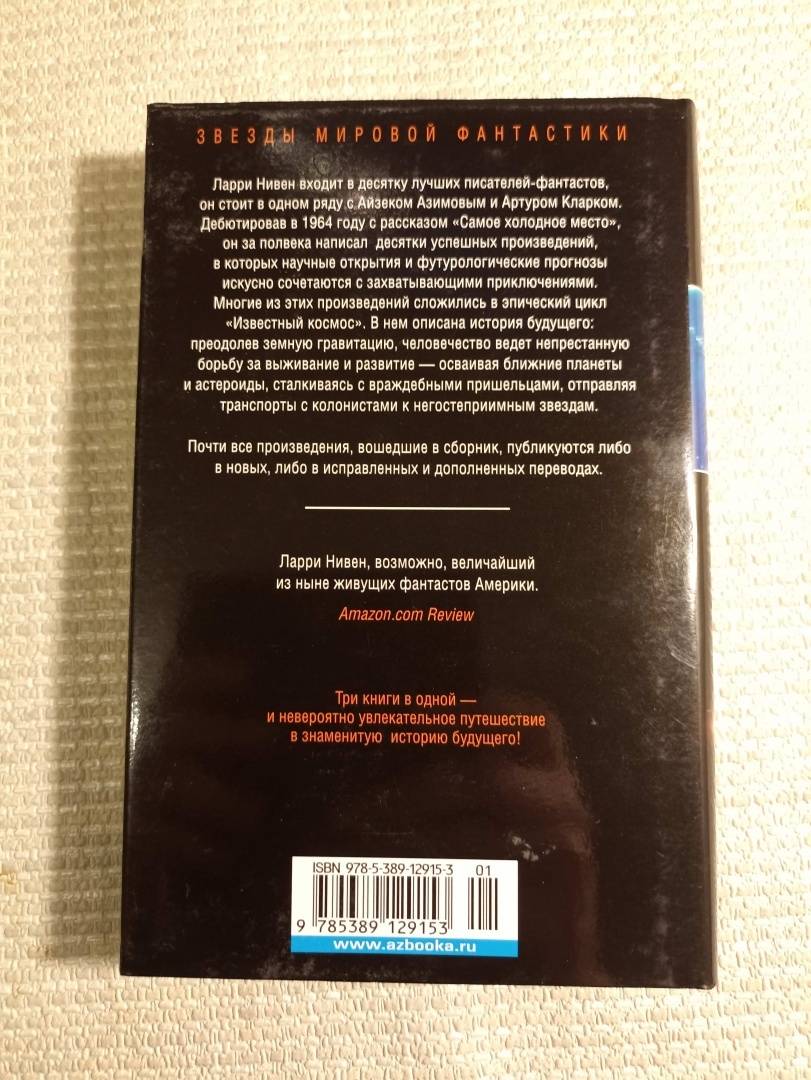 ЗВЕЗДЫ МИРОВОЙ ФАНТАСТИКИ
Ларри Нивен входит в десятку лучших писателей-фантастов,
он стоит в одном ряду с Айзеком Азимовым и Артуром Кларком.
Дебютировав в 1964 году с рассказом «Самое холодное место»,
он за полвека написал десятки успешных произведений,
в которых научные открытия и футурологические прогнозы
искусно сочетаются с захватывающими приключениями.
Многие из этих произведений сложились в эпический цикл
«Известный космос». В нем описана история будущего:
преодолев земную гравитацию, человечество ведет непрестанную
борьбу за выживание и развитие — осваивая ближние планеты
и астероиды, сталкиваясь с враждебными пришельцами, отправляя
транспорты с колонистами к негостеприимным звездам.
Почти все произведения, вошедшие в сборник, публикуются либо
в новых, либо в исправленных и дополненных переводах.
Ларри Нивен, возможно, величайший
из ныне живущих фантастов Америки.
Amazon.com Review
Три книги в одной —
и невероятно увлекательное путешествие
в знаменитую историю будущего!
ISBN 978-5-389-12915-3 01
9 785389 129153
www.azbooka.ru